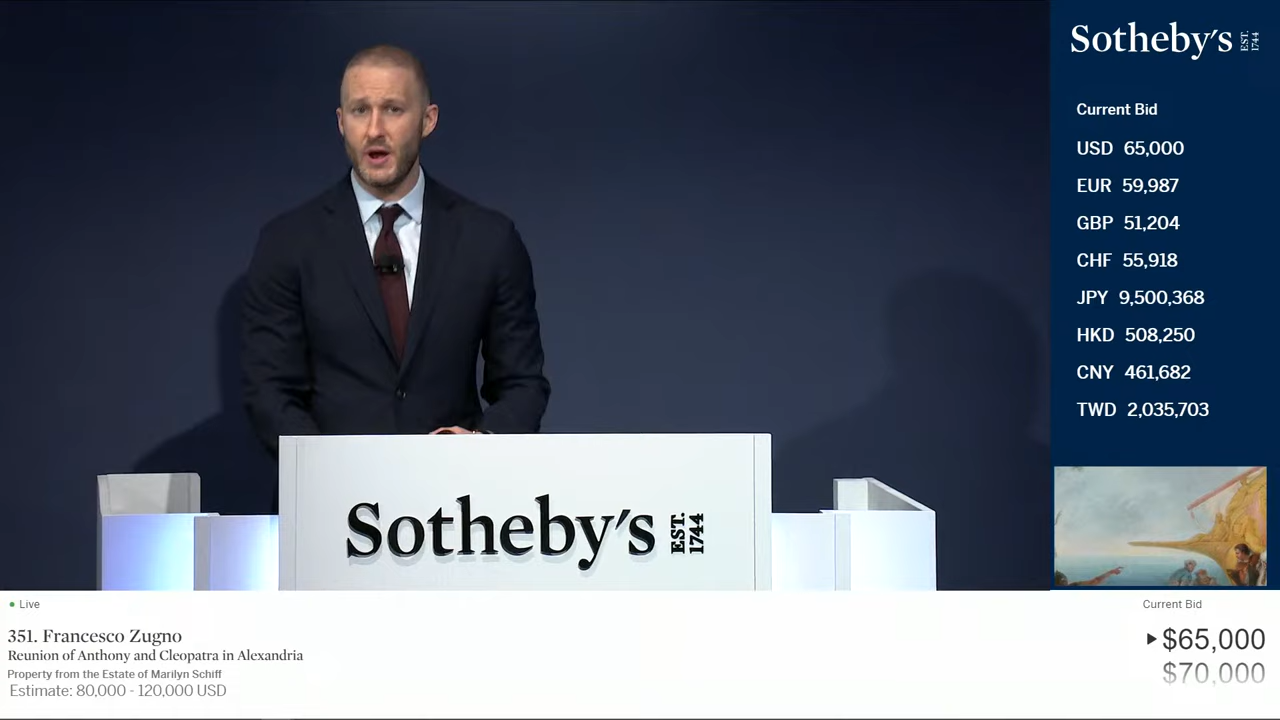 Sotheby's EST. 1744
Current Bid
USD 65,000
EUR 59,987
GBP 51,204
CHF 55,918
JPY 9,500,368
HKD 508,250
CNY 461,682
TWD 2,035,703
Sotheby's EST. 1744
Live
351. Francesco Zugno
Reunion of Anthony and Cleopatra in Alexandria
Property from the Estate of Marilyn Schiff
Estimate: 80,000 - 120,000 USD
Current Bid
$65,000
$70,000